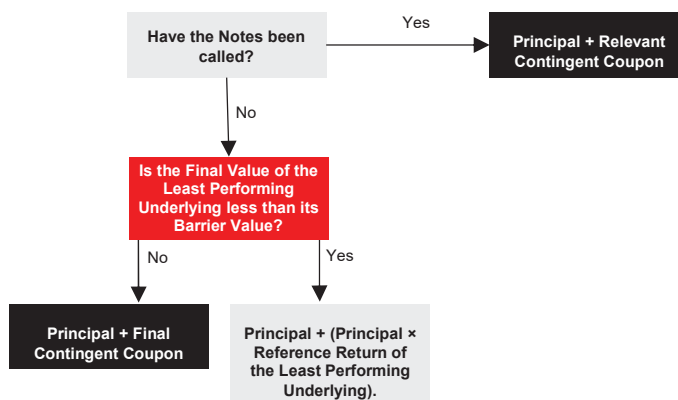 Have the Notes been
called?
Yes
Principal + Relevant
Contingent Coupon
No
Is the Final Value of the
Least Performing
Underlying less than its
Barrier Value?
No
Yes
Principal + Final
Contingent Coupon
Principal + (Principal ×
Reference Return of
the Least Performing
Underlying).